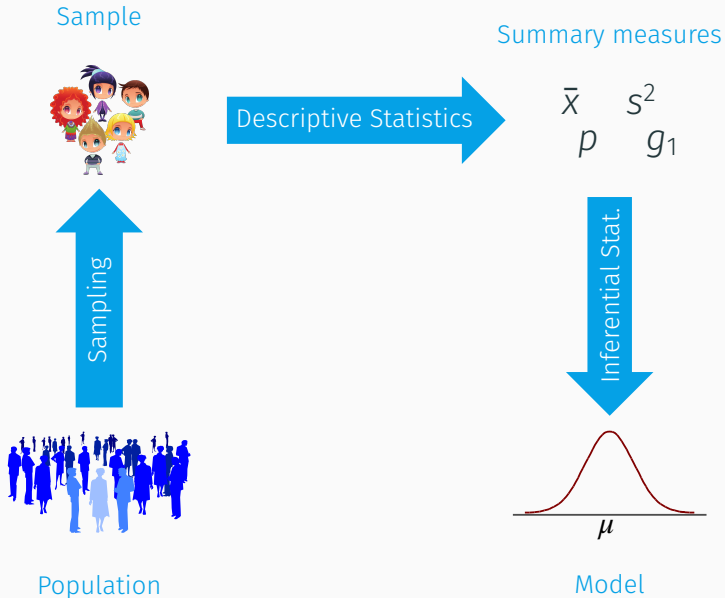 Sample
Summary measures
Descriptive Statistics
x̄ s²
p g₁
Sampling
Inferential Stat.
μ
Population
Model